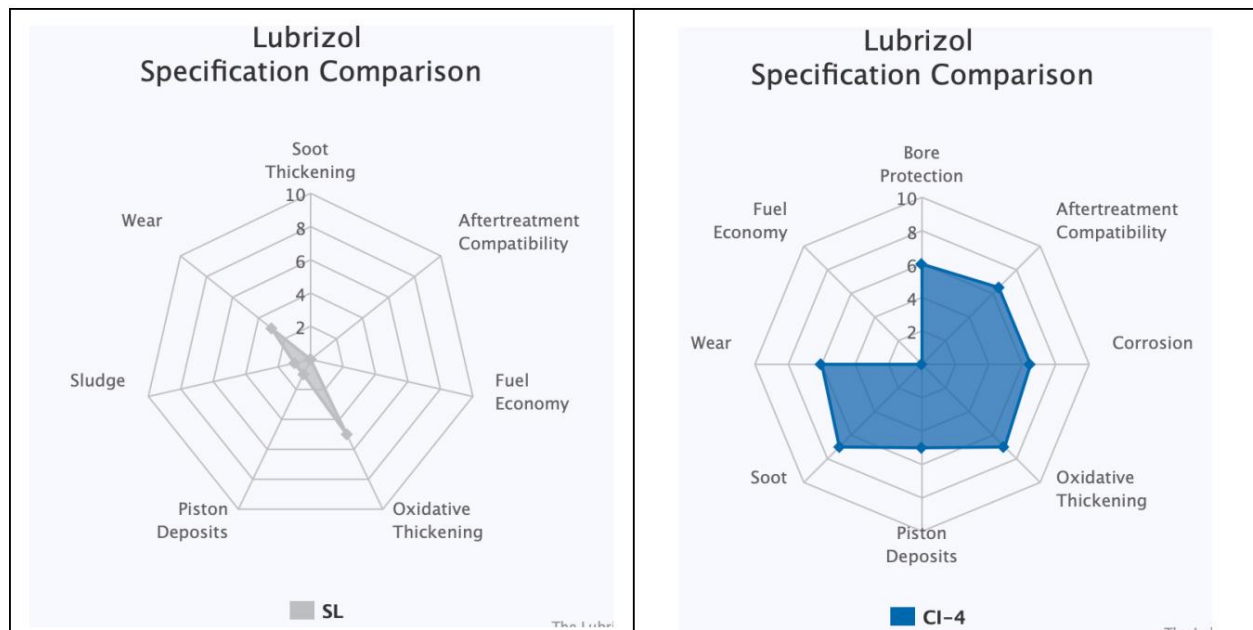 Lubrizol
Specification Comparison
Soot
Thickening
10
8
6
4
2
Wear
Aftertreatment
Compatibility
Sludge
Fuel
Economy
Piston
Deposits
Oxidative
Thickening
SL
The Lubri
Lubrizol
Specification Comparison
Bore
Protection
10
8
6
4
2
Fuel
Economy
Aftertreatment
Compatibility
Wear
Corrosion
Soot
Oxidative
Thickening
Piston
Deposits
CI-4